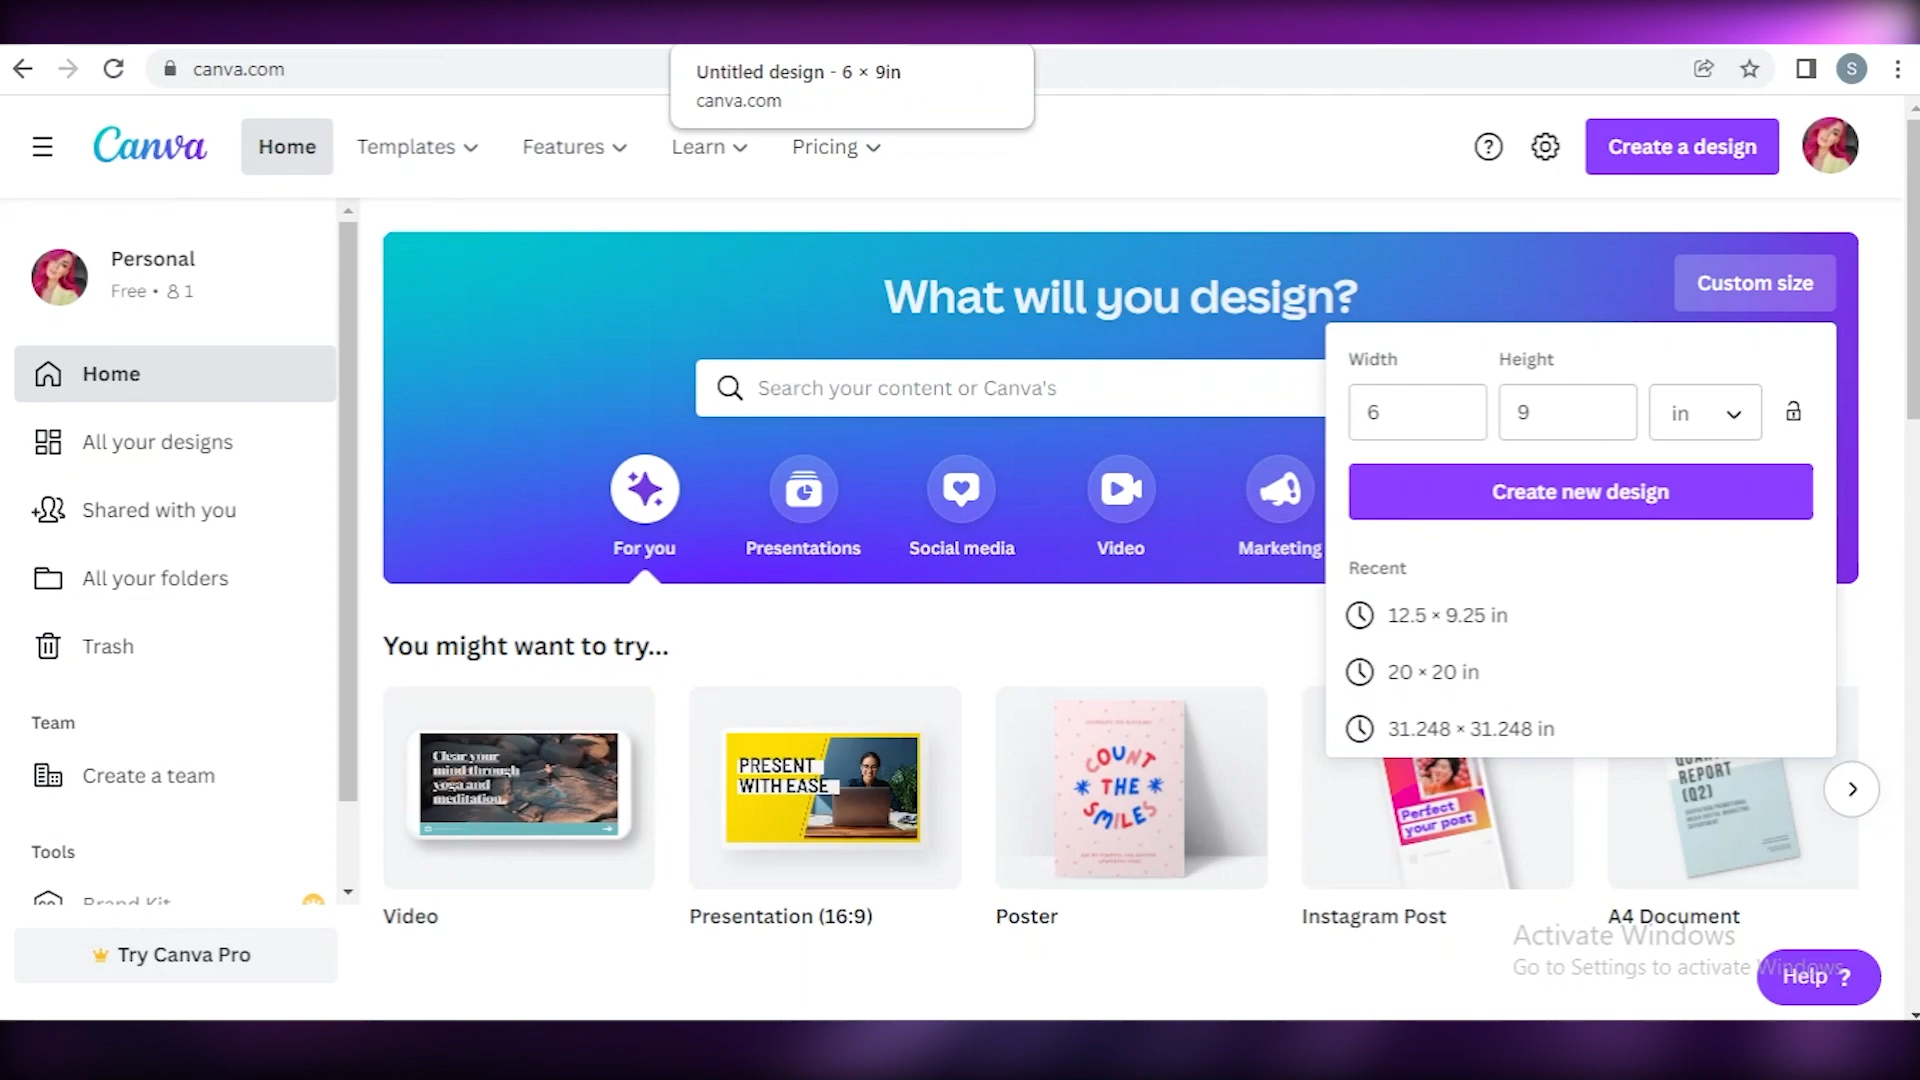 canva.com
Untitled design - 6 × 9in
canva.com
Canva
Home
Templates
Features
Learn
Pricing
?
Create a design
S
Personal
Free • 1
Home
All your designs
Shared with you
All your folders
Trash
Team
Create a team
Tools
Brand Kit
Try Canva Pro
What will you design?
Custom size
Search your content or Canva's
For you
Presentations
Social media
Video
Marketing
Width
Height
6
9
in
Create new design
Recent
12.5 × 9.25 in
20 × 20 in
31.248 × 31.248 in
You might want to try...
Clear your
mind through
yoga and
meditation.
PRESENT
WITH EASE
COUNT
THE
SMILES
Perfect
your post
REPORT
(Q2)
Video
Presentation (16:9)
Poster
Instagram Post
A4 Document
Activate Windows
Go to Settings to activate Windows.
Help ?